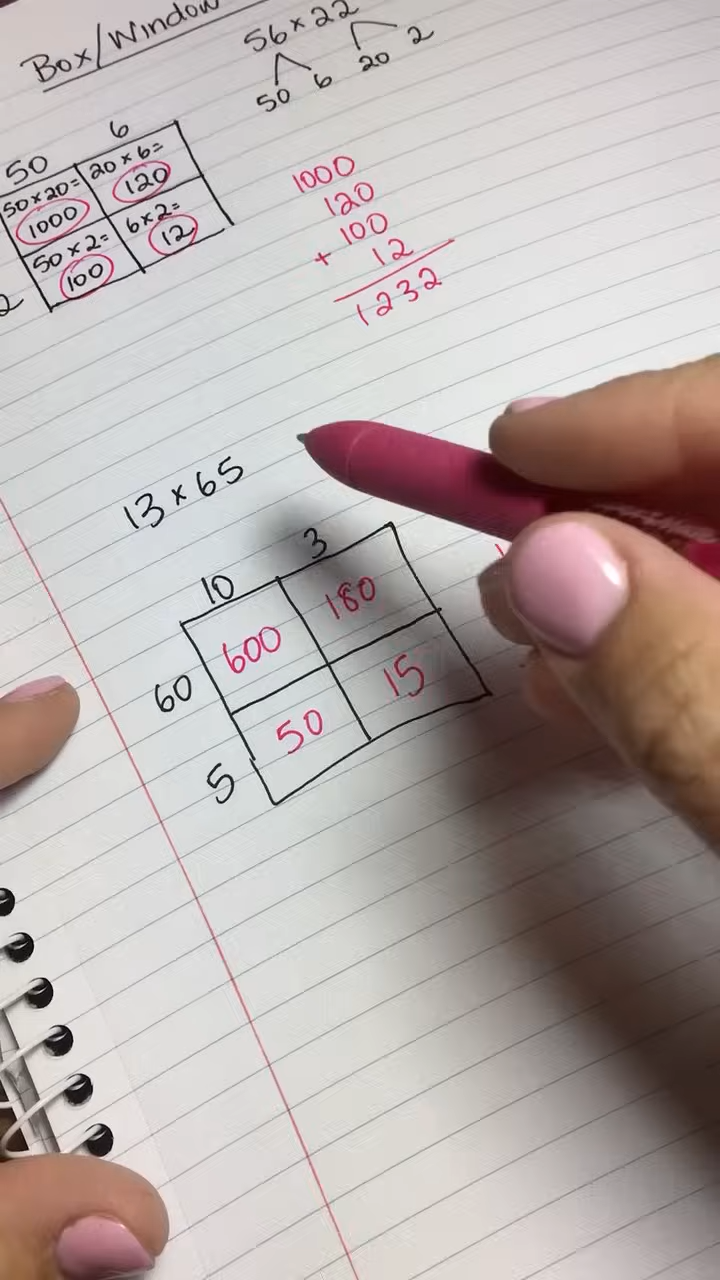 Box/Window
56 × 22
50 6 20 2
50 6
50 × 20 = 20 × 6 =
1000 120
50 × 2 = 6 × 2 =
100 12
2
1000
120
100
+ 12
1232
13 × 65
10 3
60 600 180
5 50 15